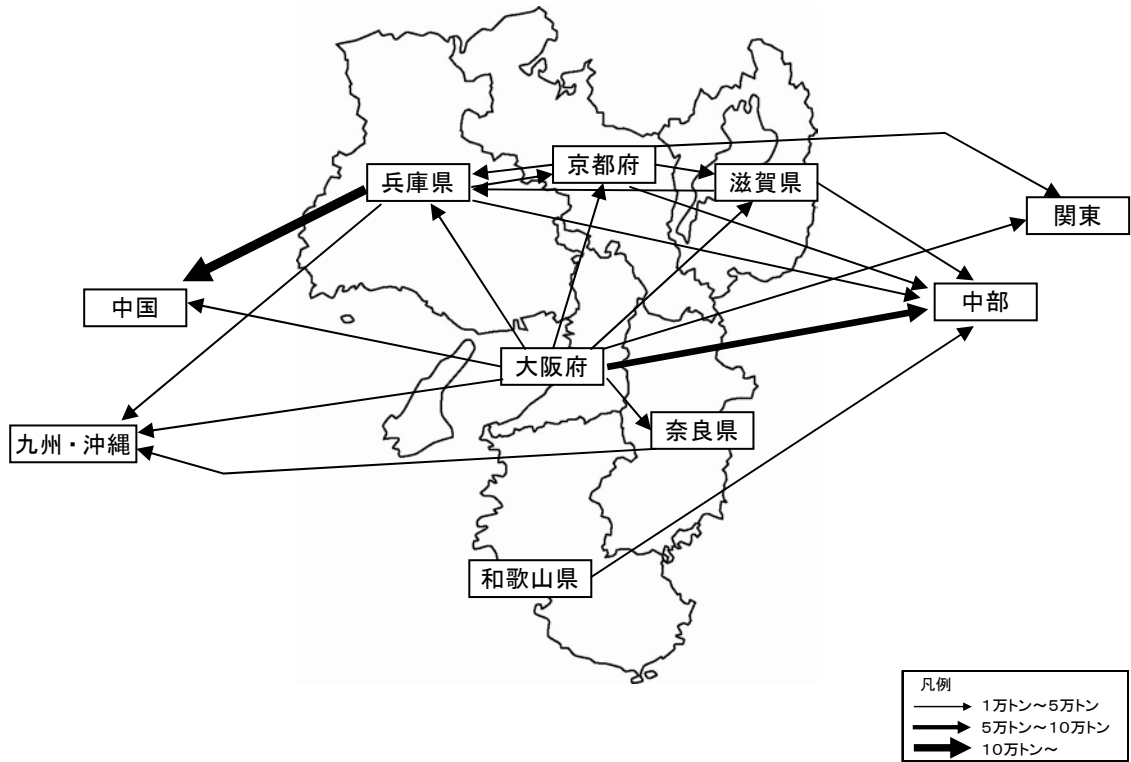 京都府
兵庫県
滋賀県
関東
中国
中部
大阪府
九州・沖縄
奈良県
和歌山県
凡例
1万トン～5万トン
5万トン～10万トン
10万トン～